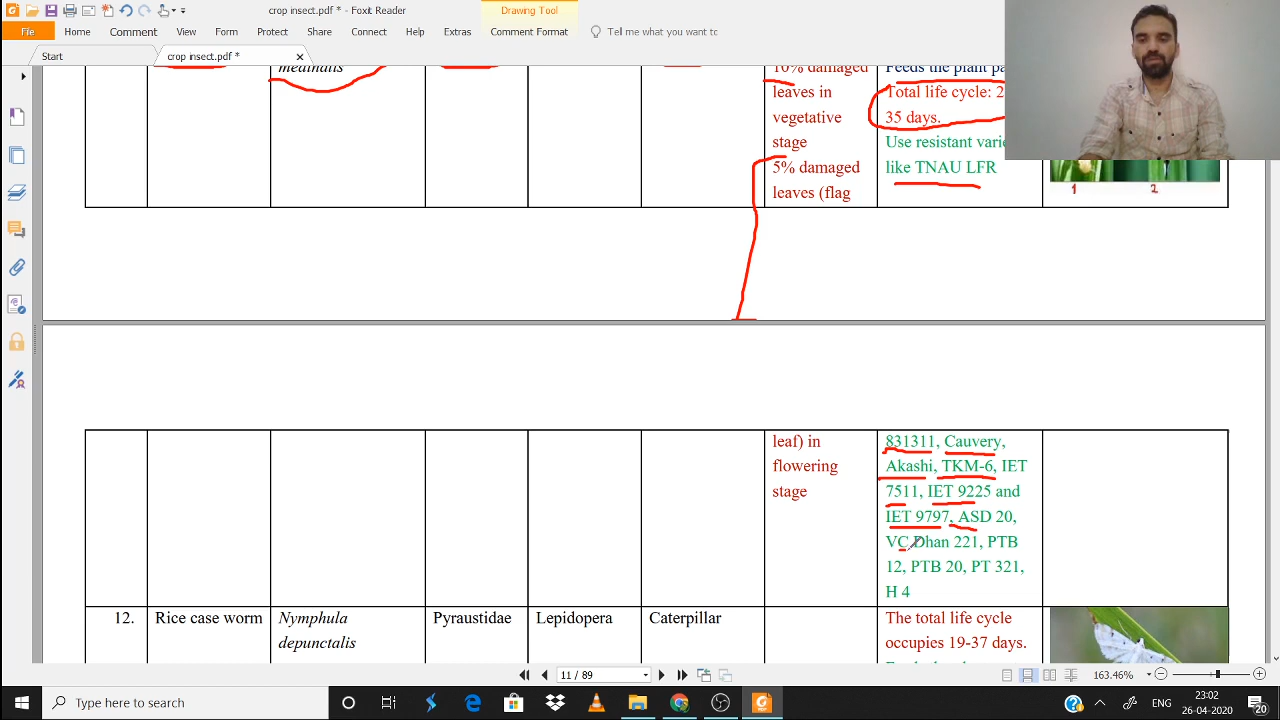 crop insect.pdf * - Foxit Reader
Drawing Tool
File Home Comment View Form Protect Share Connect Help Extras Comment Format Tell me what you want to
Start crop insect.pdf *
medinalis
10% damaged
leaves in
vegetative
stage
5% damaged
leaves (flag
Feeds the plant pa
Total life cycle: 2
35 days.
Use resistant varie
like TNAU LFR
1 2
leaf) in
flowering
stage
831311, Cauvery,
Akashi, TKM-6, IET
7511, IET 9225 and
IET 9797, ASD 20,
VC Dhan 221, PTB
12, PTB 20, PT 321,
H 4
12. Rice case worm Nymphula
depunctalis
Pyraustidae Lepidopera Caterpillar
The total life cycle
occupies 19-37 days.
11 / 89
163.46%
Type here to search
ENG
23:02
26-04-2020
20